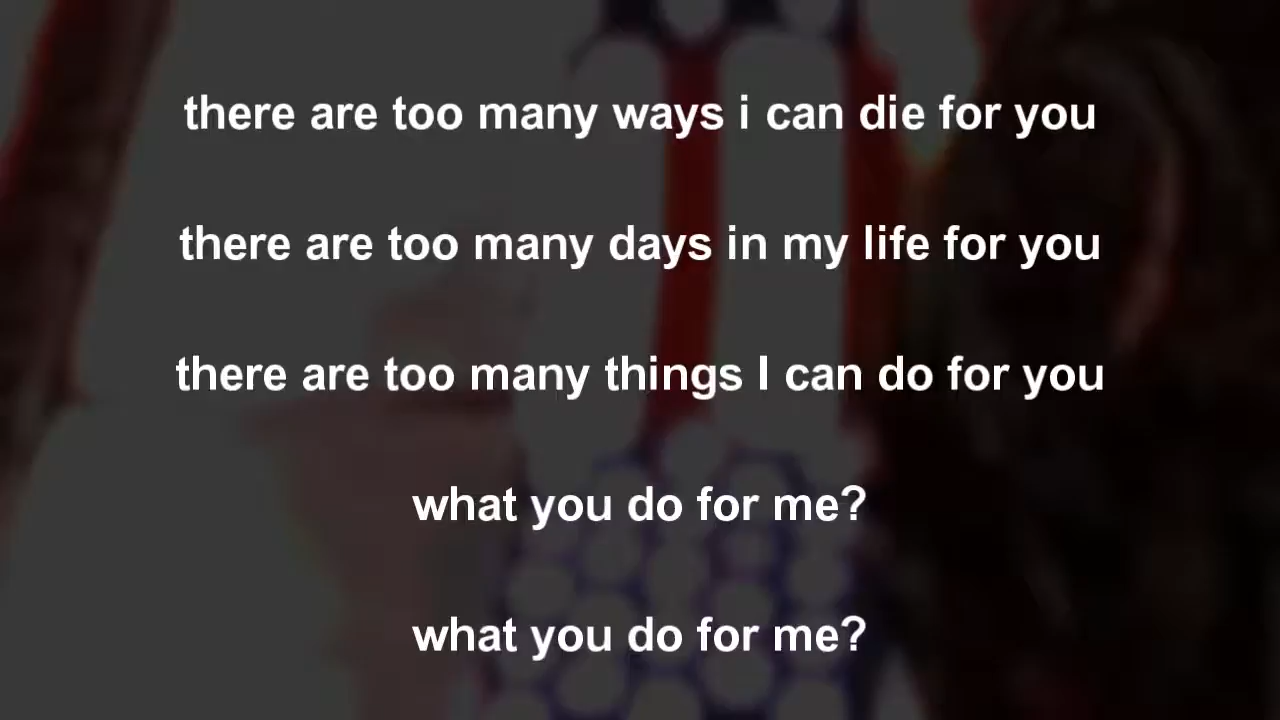 there are too many ways i can die for you
there are too many days in my life for you
there are too many things I can do for you
what you do for me?
what you do for me?